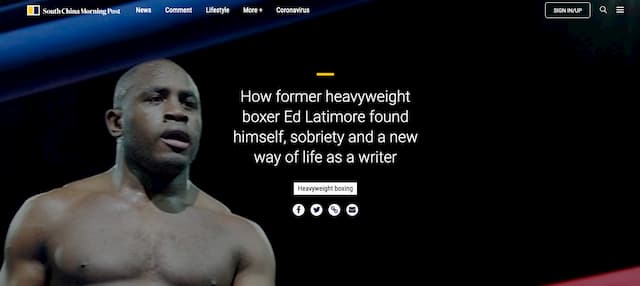 South China Morning Post News Comment Lifestyle More + Coronavirus SIGN IN/UP
How former heavyweight
boxer Ed Latimore found
himself, sobriety and a new
way of life as a writer
Heavyweight boxing